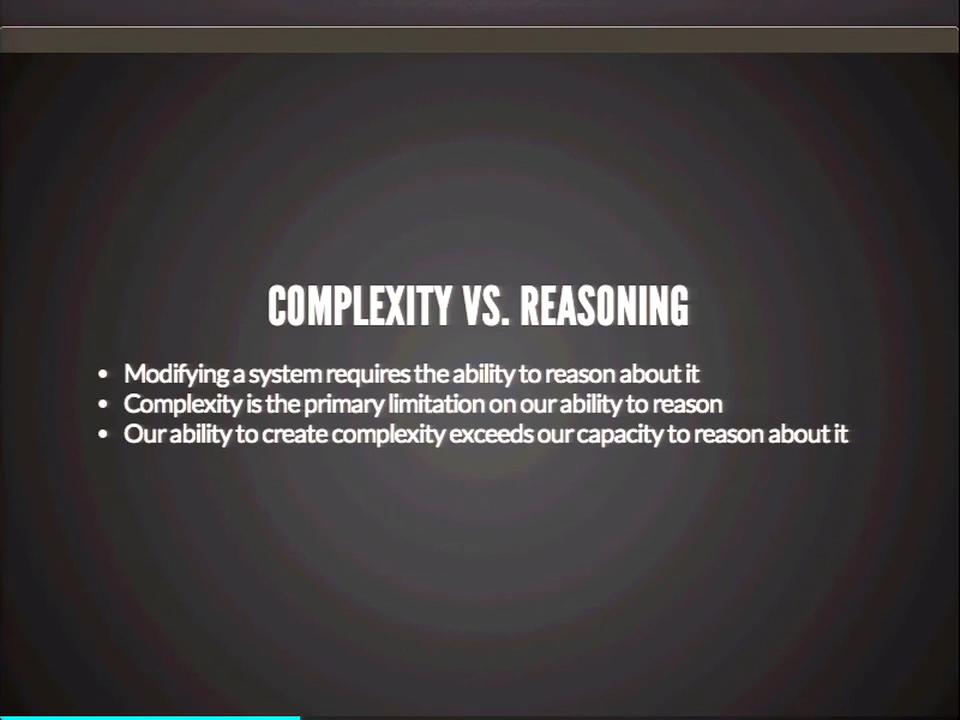 COMPLEXITY VS. REASONING
• Modifying a system requires the ability to reason about it
• Complexity is the primary limitation on our ability to reason
• Our ability to create complexity exceeds our capacity to reason about it